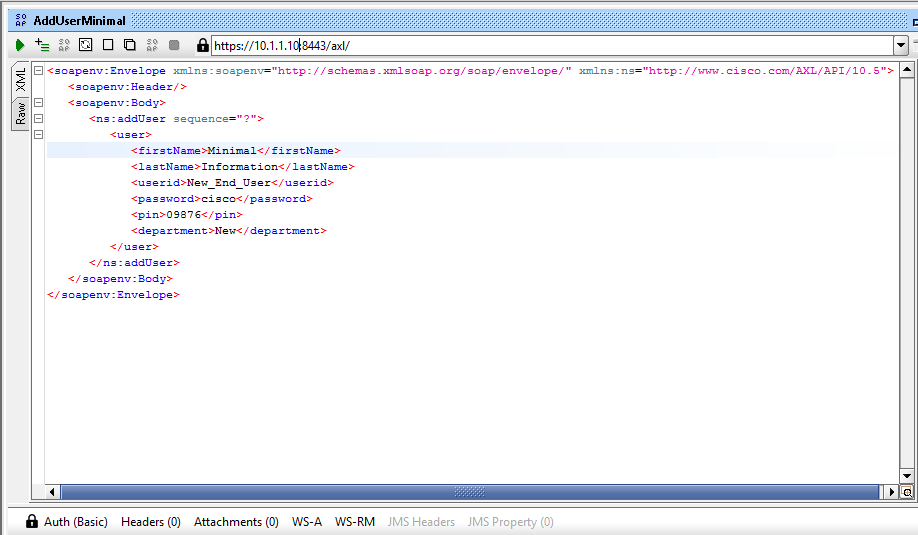 AddUserMinimal
https://10.1.1.10:8443/axl/
XML
Raw
<soapenv:Envelope xmlns:soapenv="http://schemas.xmlsoap.org/soap/envelope/" xmlns:ns="http://www.cisco.com/AXL/API/10.5">
<soapenv:Header/>
<soapenv:Body>
<ns:addUser sequence="?">
<user>
<firstName>Minimal</firstName>
<lastName>Information</lastName>
<userid>New_End_User</userid>
<password>cisco</password>
<pin>09876</pin>
<department>New</department>
</user>
</ns:addUser>
</soapenv:Body>
</soapenv:Envelope>
Auth (Basic) Headers (0) Attachments (0) WS-A WS-RM JMS Headers JMS Property (0)